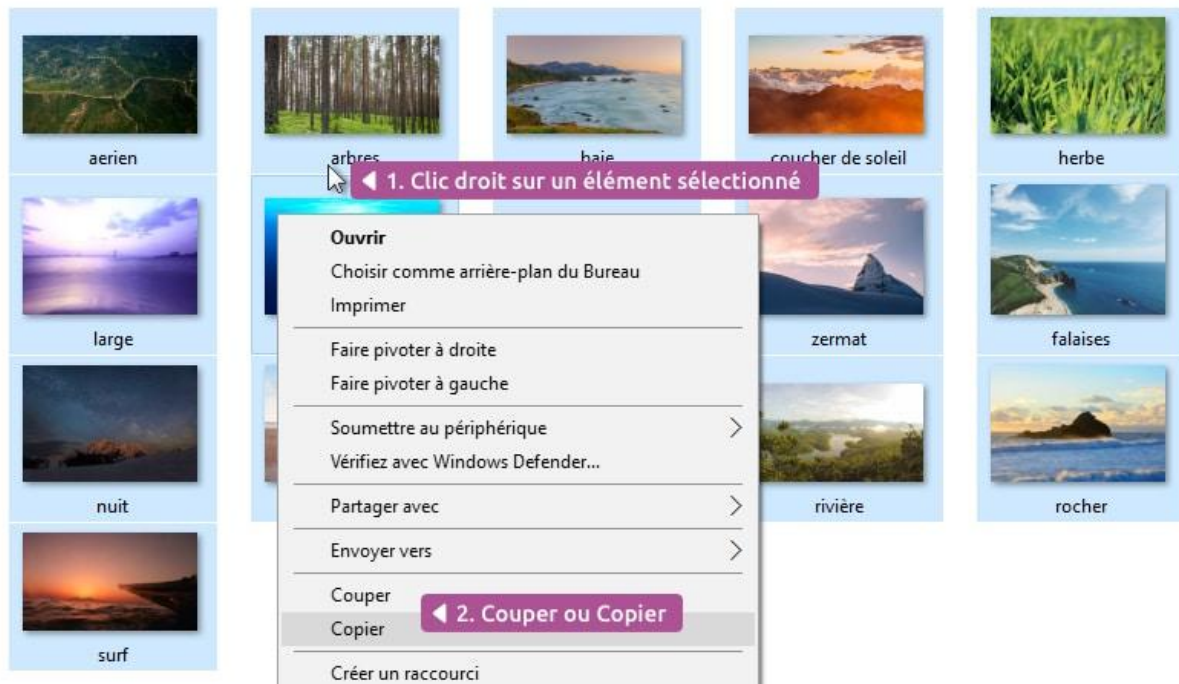 aerien
arbres
baie
coucher de soleil
herbe
1. Clic droit sur un élément sélectionné
large
zermat
falaises
nuit
rivière
rocher
surf
Ouvrir
Choisir comme arrière-plan du Bureau
Imprimer
Faire pivoter à droite
Faire pivoter à gauche
Soumettre au périphérique
Vérifiez avec Windows Defender...
Partager avec
Envoyer vers
Couper
2. Couper ou Copier
Copier
Créer un raccourci